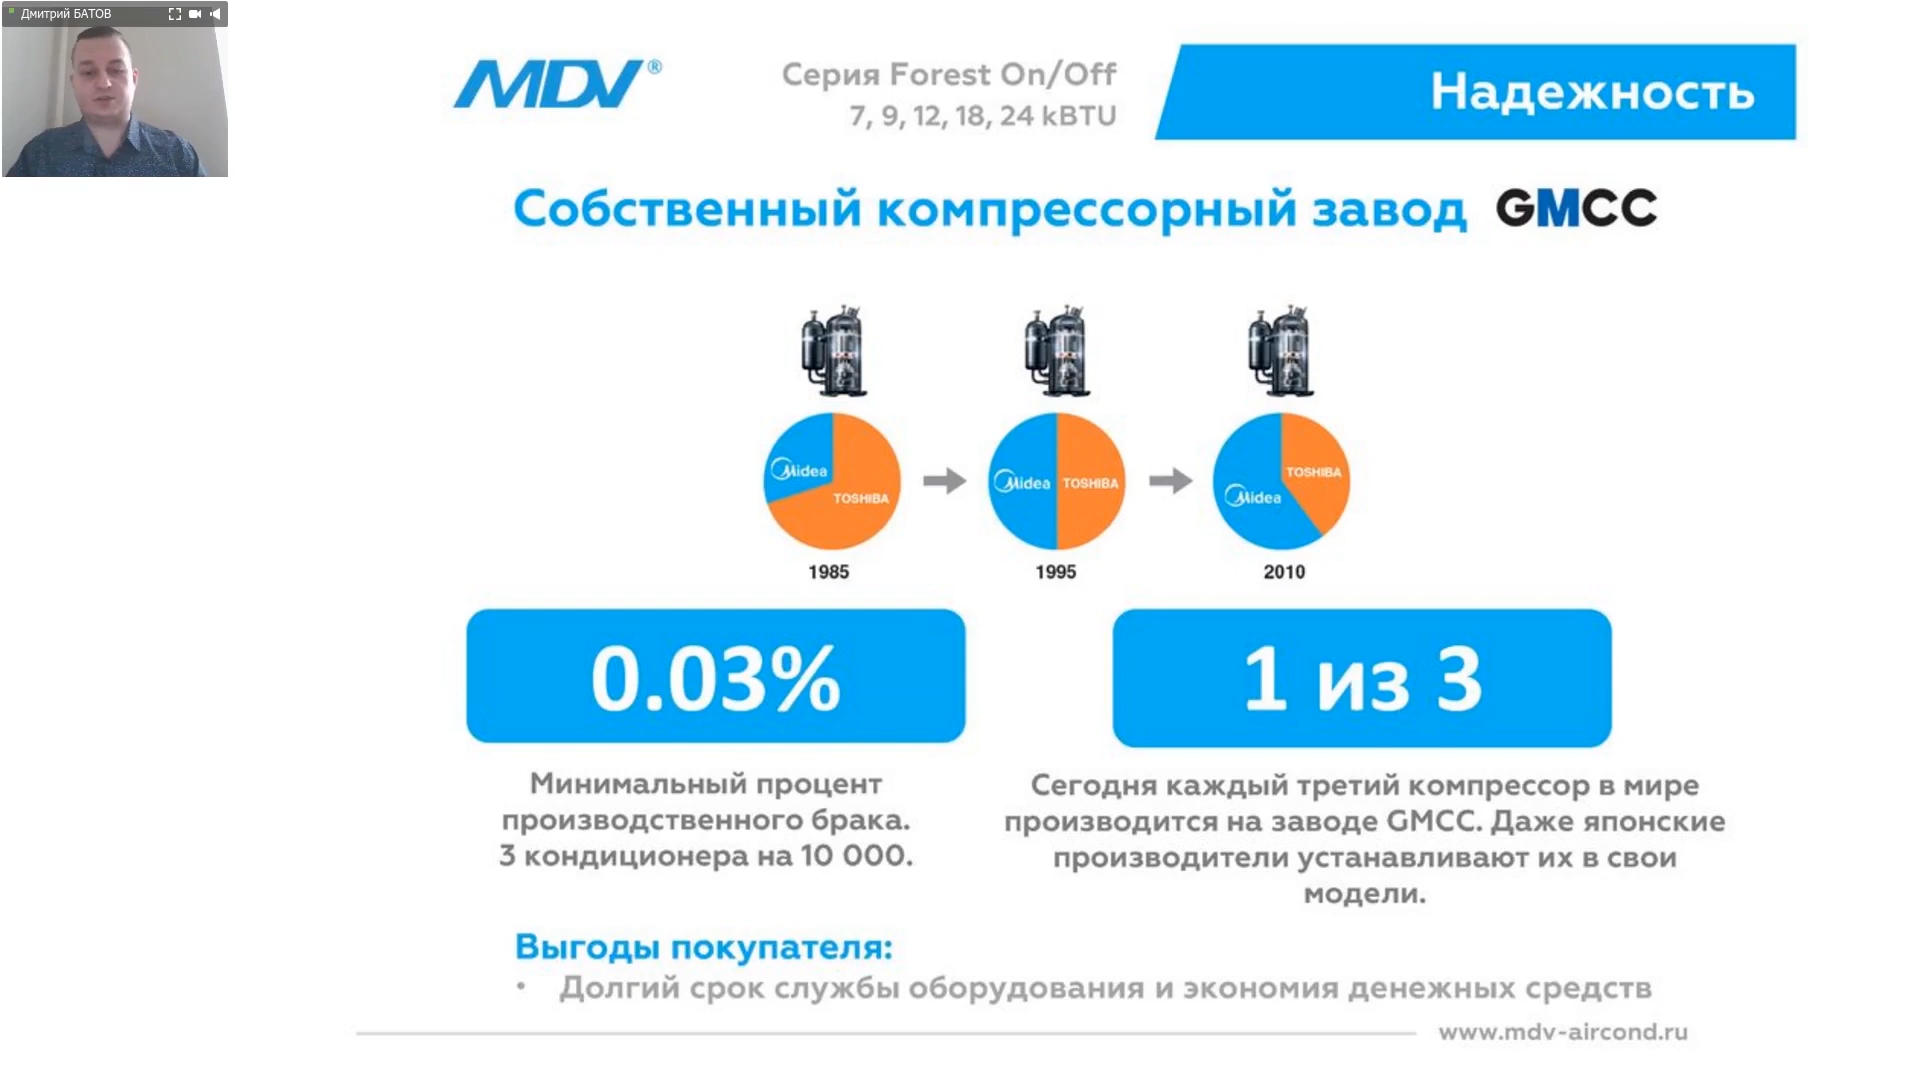 Дмитрий БАТОВ
MDV®
Серия Forest On/Off
7, 9, 12, 18, 24 kBTU
Надежность
Собственный компрессорный завод GMCC
Midea
TOSHIBA
Midea
TOSHIBA
TOSHIBA
Midea
1985
1995
2010
0.03%
1 из 3
Минимальный процент
производственного брака.
3 кондиционера на 10 000.
Сегодня каждый третий компрессор в мире
производится на заводе GMCC. Даже японские
производители устанавливают их в свои
модели.
Выгоды покупателя:
• Долгий срок службы оборудования и экономия денежных средств
www.mdv-aircond.ru